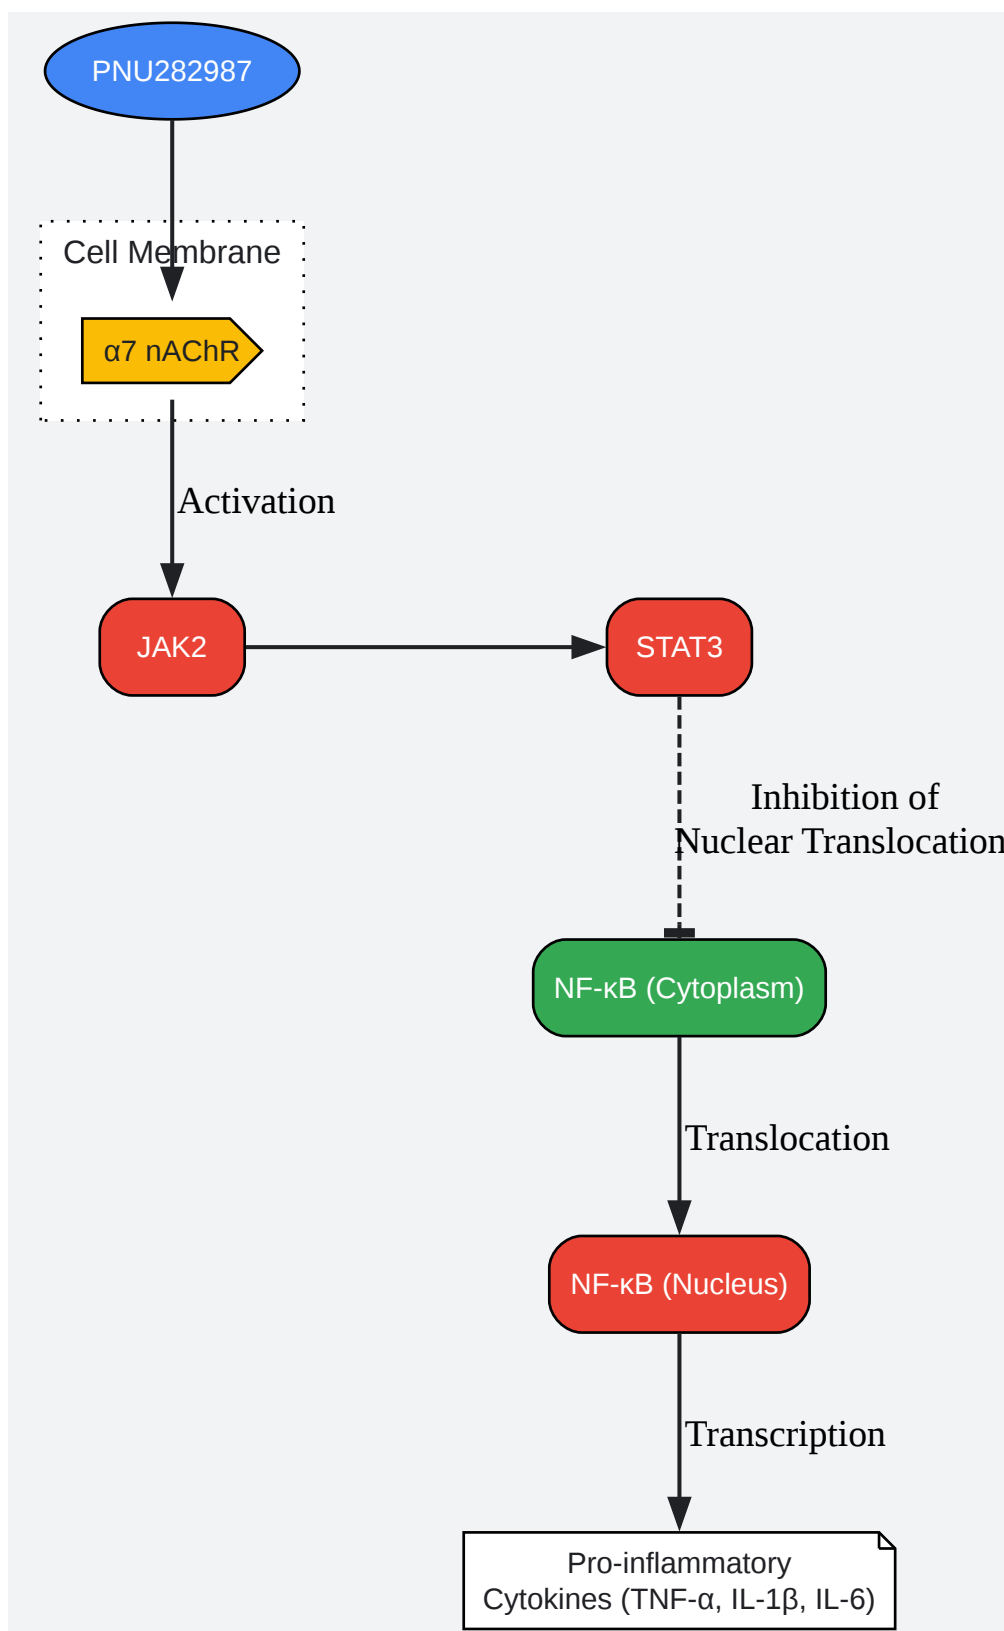 PNU282987
Cell Membrane
α7 nAChR
Activation
JAK2
STAT3
Inhibition of
Nuclear Translocation
NF-κB (Cytoplasm)
Translocation
NF-κB (Nucleus)
Transcription
Pro-inflammatory
Cytokines (TNF-α, IL-1β, IL-6)